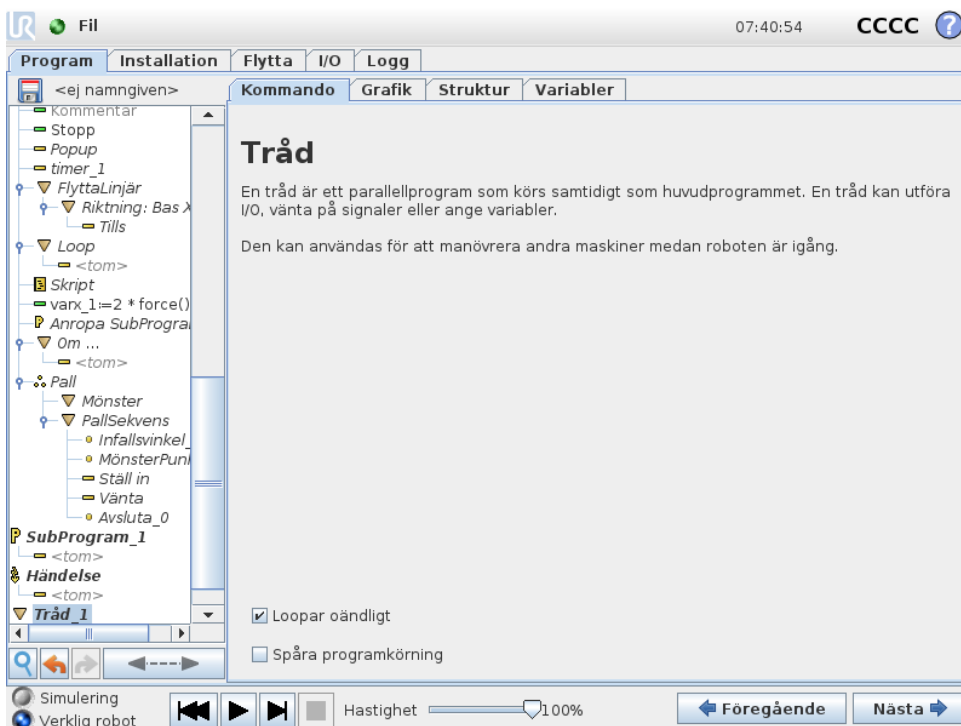 UR Fil 07:40:54 CCCC ?
Program Installation Flytta I/O Logg
<ej namngiven>
Kommando Grafik Struktur Variabler
Kommentar
Stopp
Popup
timer_1
FlyttaLinjär
Riktning: Bas X
Tills
Loop
<tom>
Skript
varx_1:=2 * force()
Anropa SubProgra
Om ...
<tom>
Pall
Mönster
PallSekvens
Infallsvinkel_
MönsterPun
Ställ in
Vänta
Avsluta_0
P SubProgram_1
<tom>
Händelse
<tom>
Tråd_1
Tråd
En tråd är ett parallellprogram som körs samtidigt som huvudprogrammet. En tråd kan utföra
I/O, vänta på signaler eller ange variabler.
Den kan användas för att manövrera andra maskiner medan roboten är igång.
Loopar oändligt
Spåra programkörning
Simulering
Verklig robot
Hastighet 100%
Föregående
Nästa